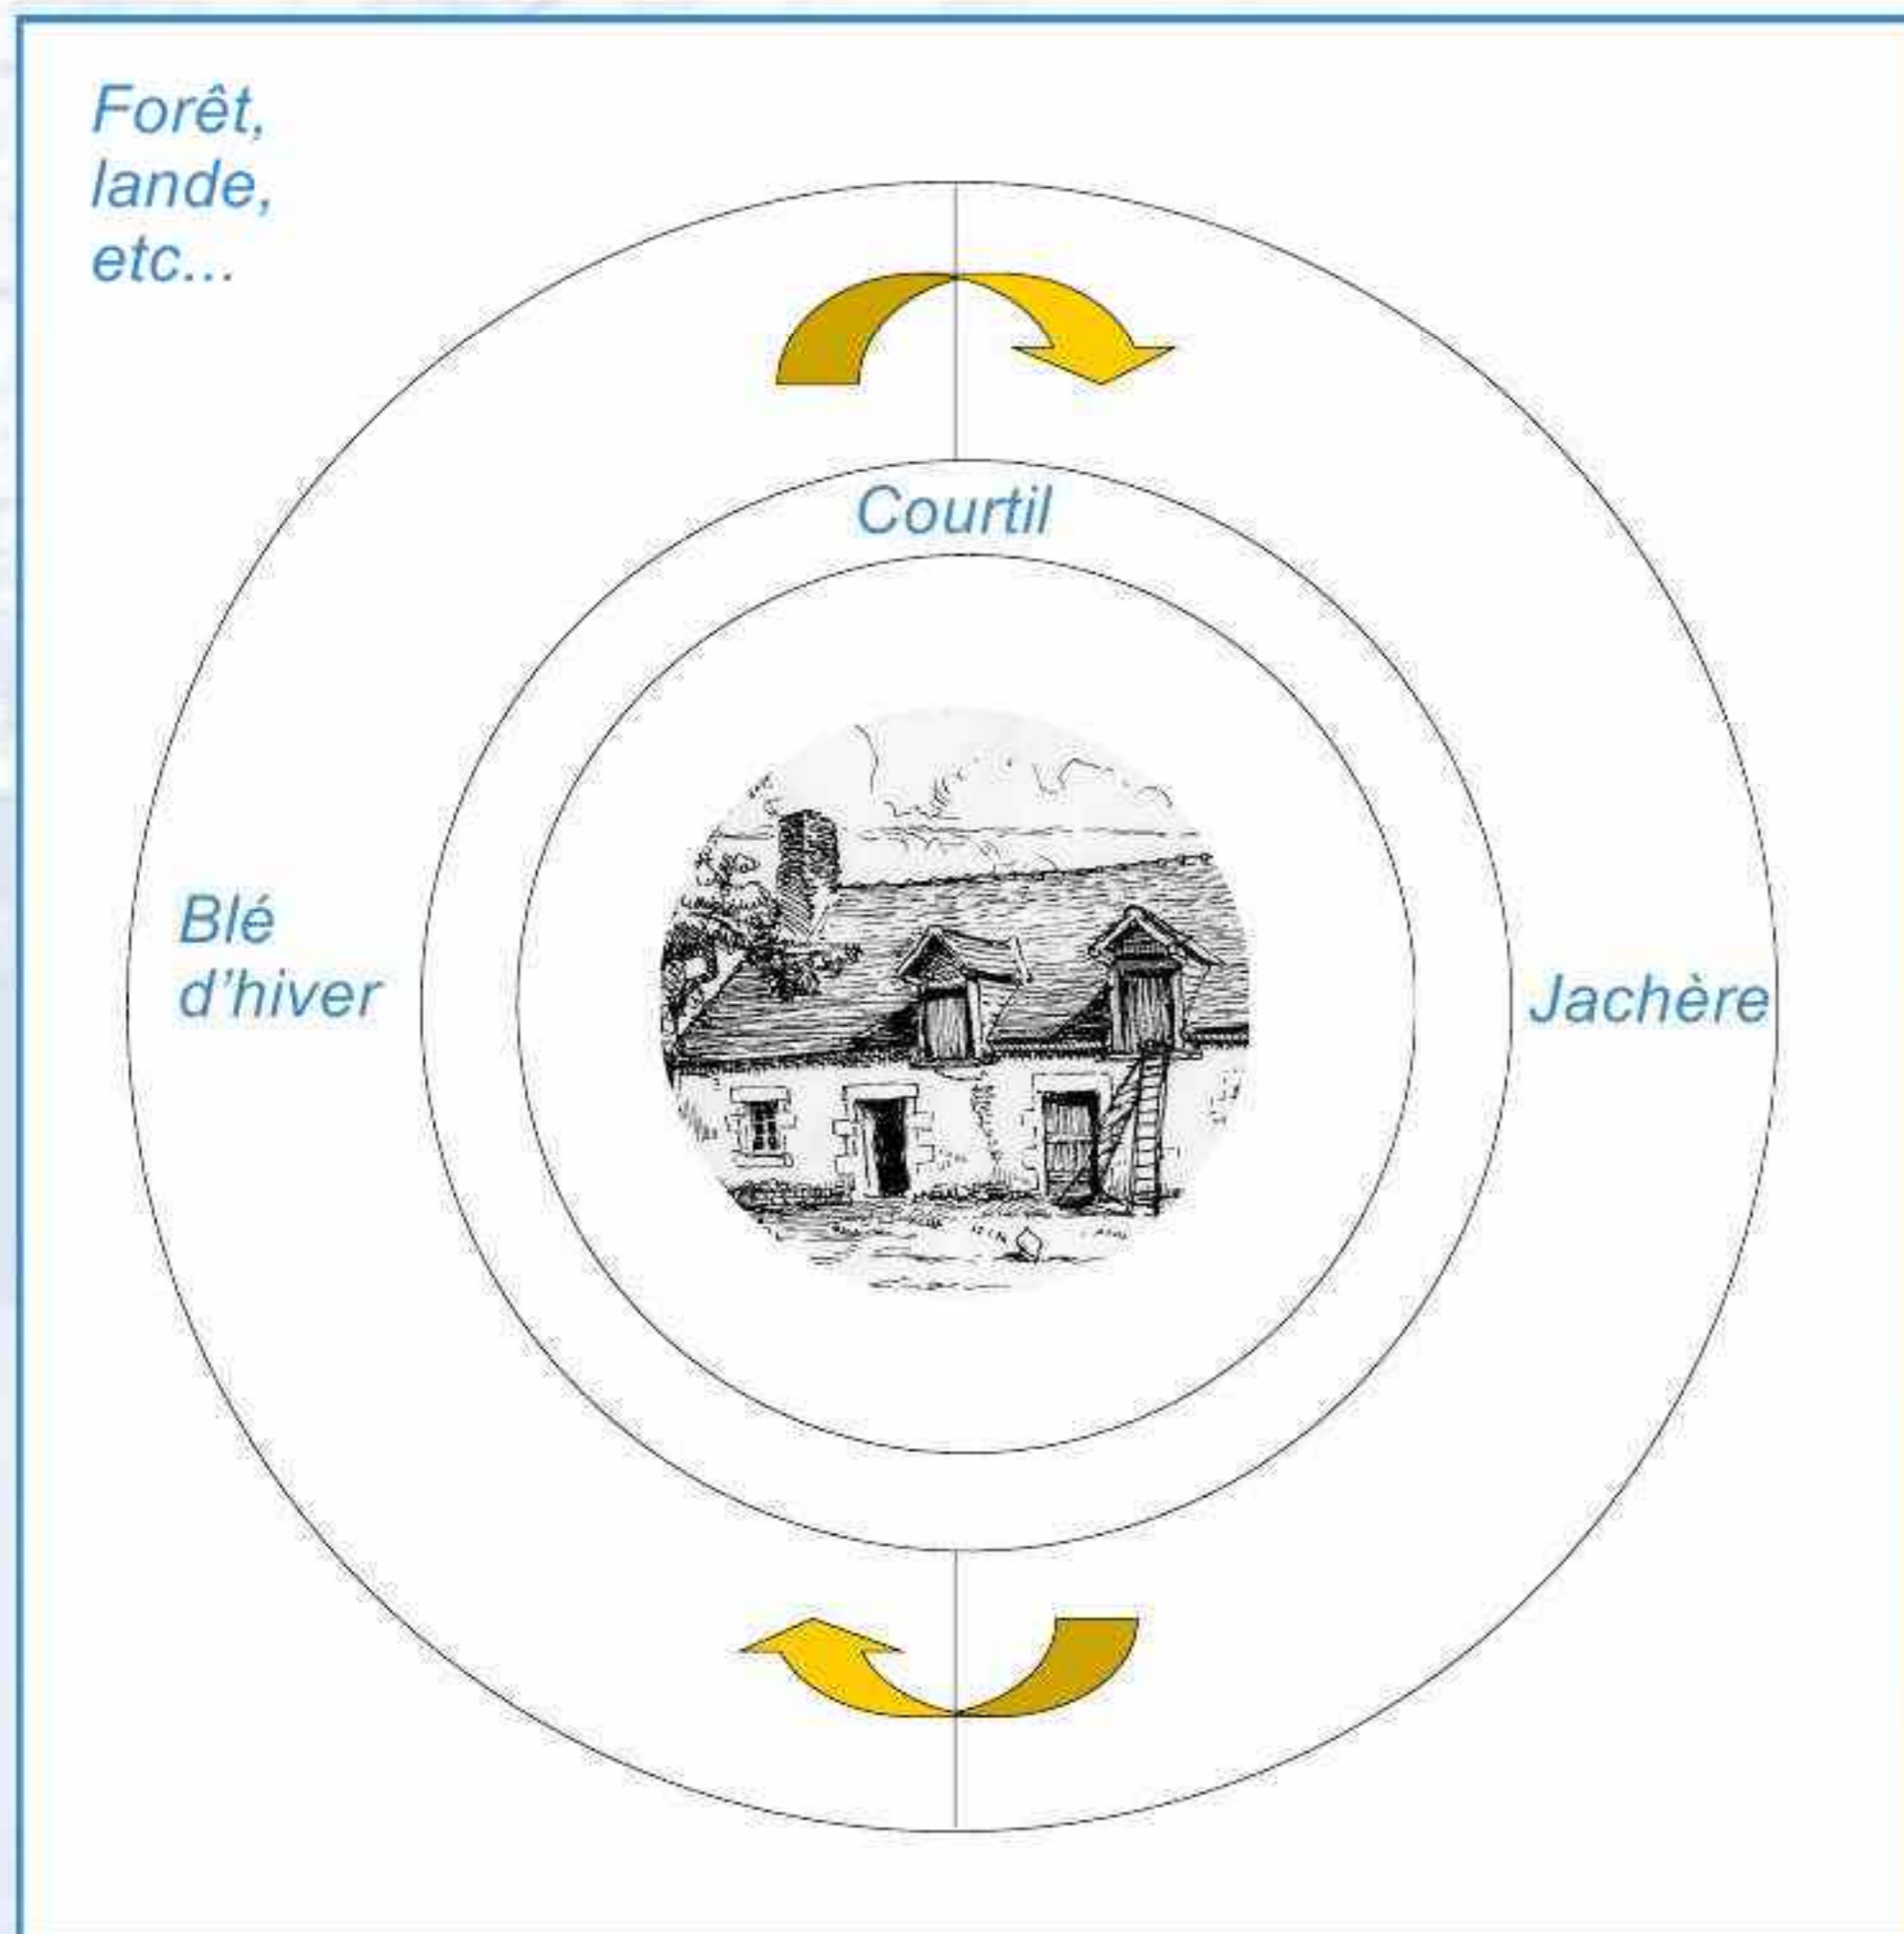 Forêt,
lande,
etc...
Courtil
Blé
d'hiver
Jachère